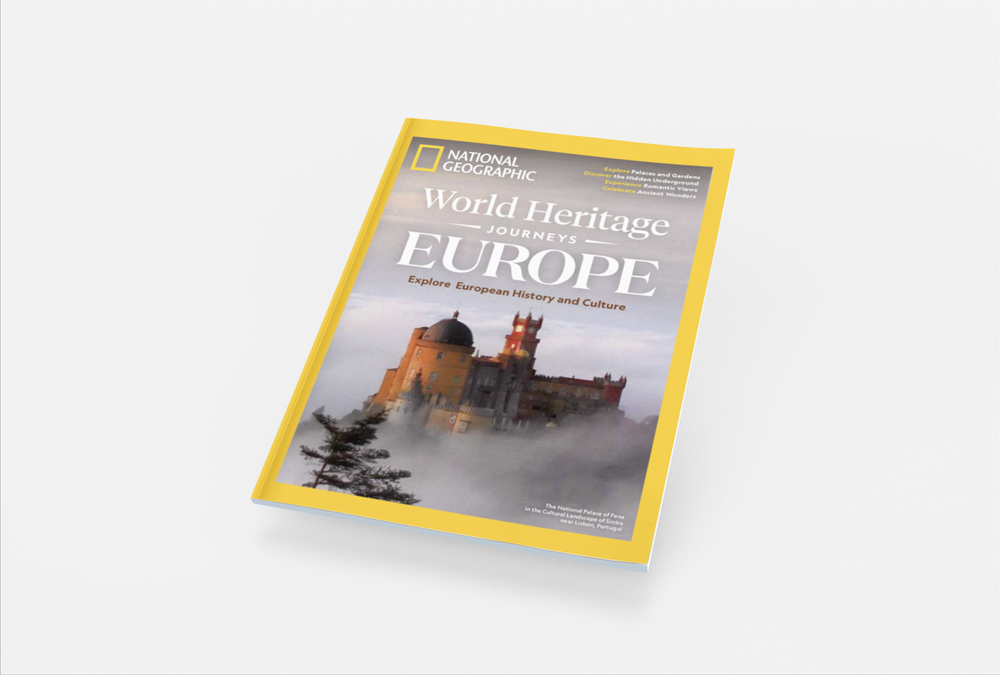 NATIONAL
GEOGRAPHIC
Explore Palaces and Gardens
Discover the Hidden Underground
Experience Romantic Views
Celebrate Ancient Wonders
World Heritage
JOURNEYS
EUROPE
Explore European History and Culture
The National Palace of Pena
in the Cultural Landscape of Sintra
near Lisbon, Portugal